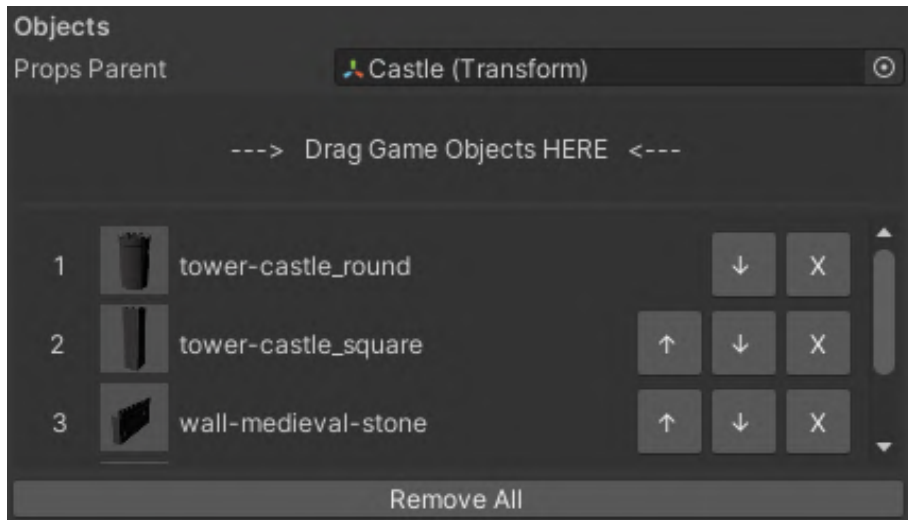 Objects
Props Parent Castle (Transform)
---> Drag Game Objects HERE <---
1 tower-castle_round ↓ X
2 tower-castle_square ↑ ↓ X
3 wall-medieval-stone ↑ ↓ X
Remove All